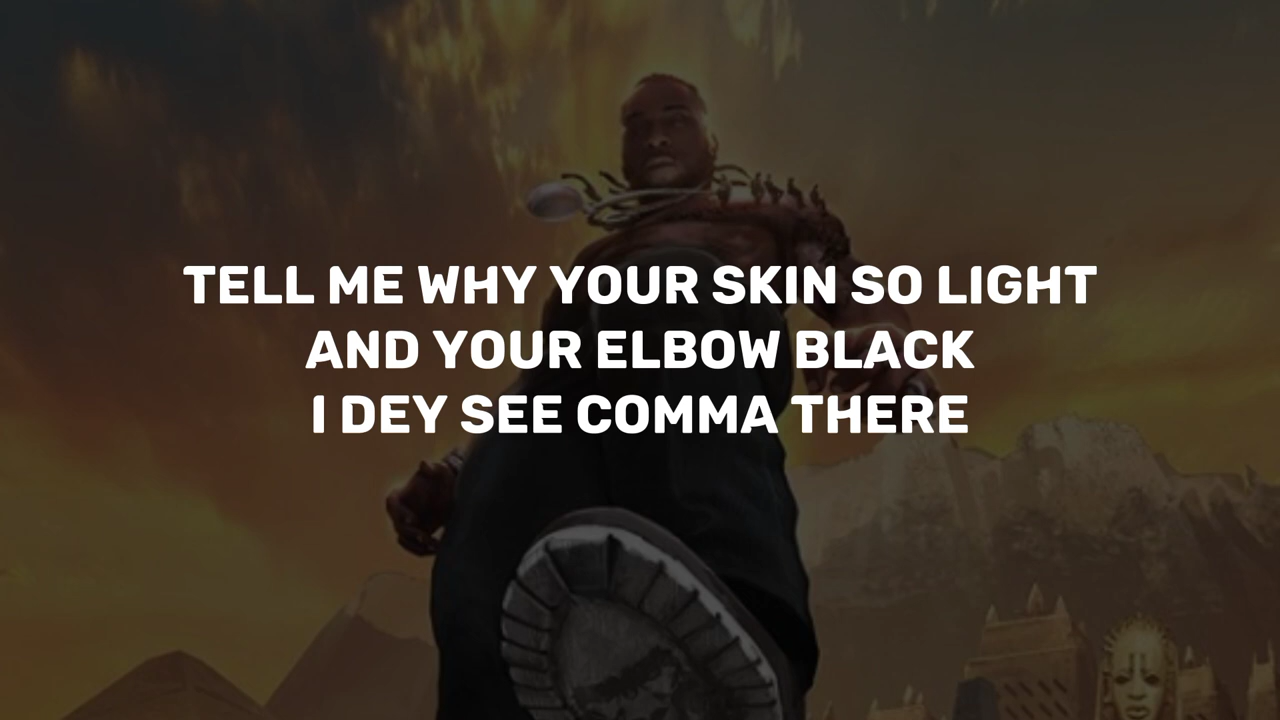 TELL ME WHY YOUR SKIN SO LIGHT
AND YOUR ELBOW BLACK
I DEY SEE COMMA THERE